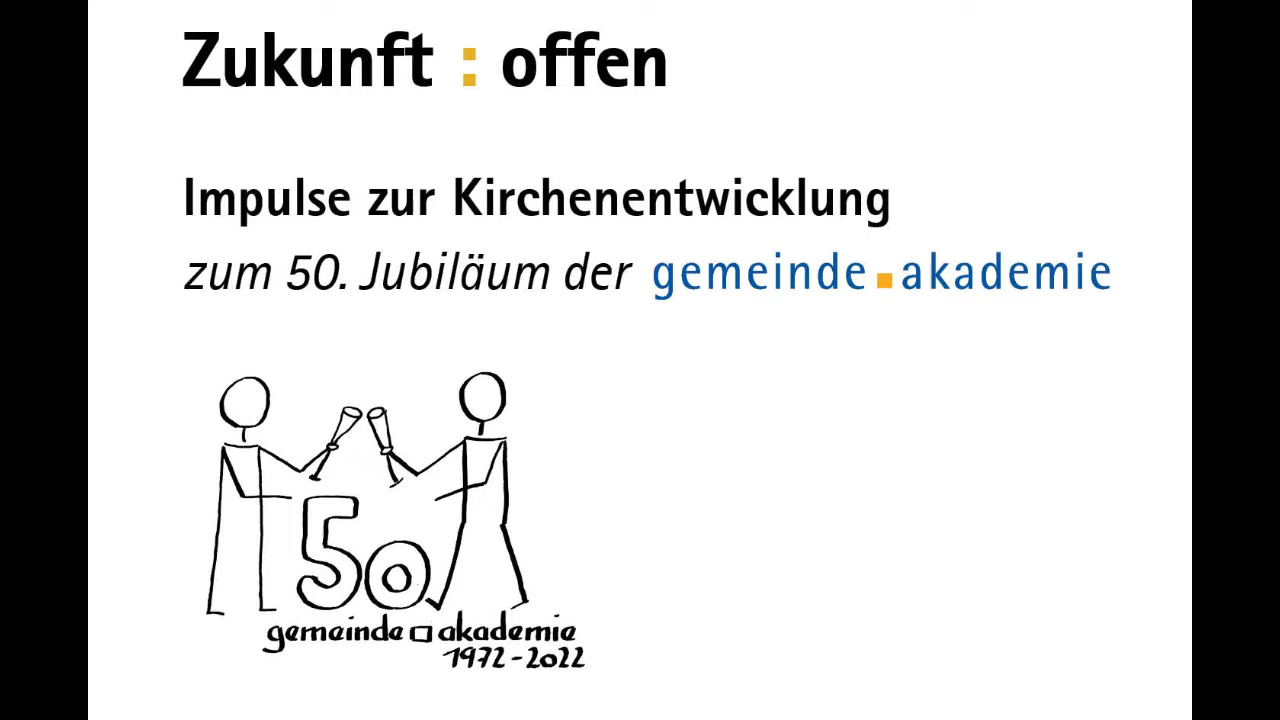 Zukunft : offen
Impulse zur Kirchenentwicklung
zum 50. Jubiläum der gemeinde▪akademie
50
gemeinde□akademie
1972-2022